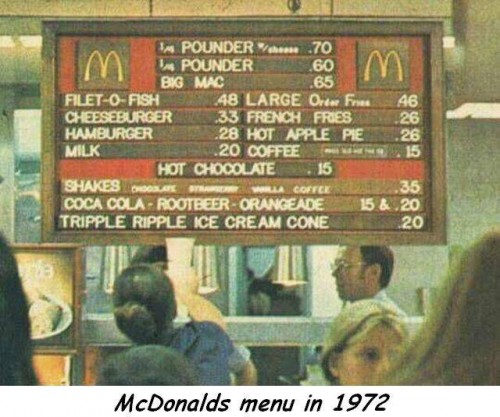 1/4 POUNDER W/cheese .70
1/4 POUNDER .60
BIG MAC .65
FILET-O-FISH .48 LARGE Order Fries .46
CHEESEBURGER .33 FRENCH FRIES .26
HAMBURGER .28 HOT APPLE PIE .26
MILK .20 COFFEE .15
HOT CHOCOLATE .15
SHAKES CHOCOLATE STRAWBERRY VANILLA COFFEE .35
COCA COLA - ROOTBEER - ORANGEADE 15 & .20
TRIPPLE RIPPLE ICE CREAM CONE .20
McDonalds menu in 1972